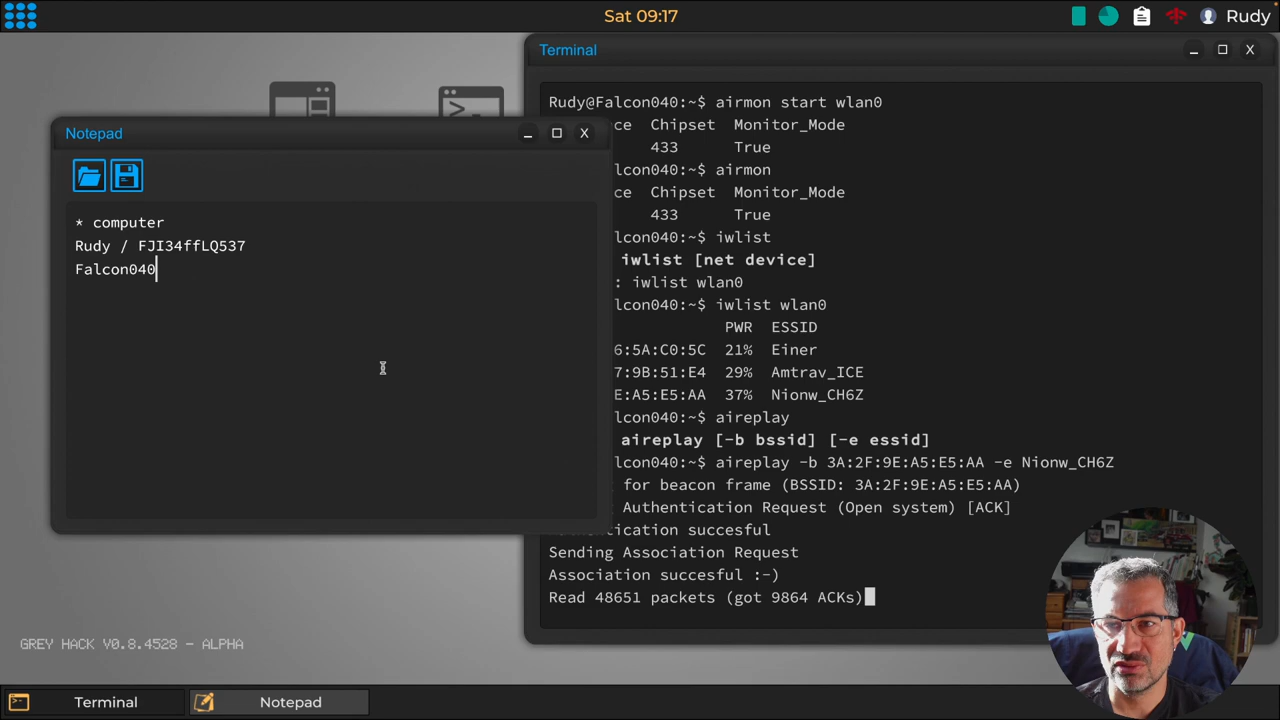 Sat 09:17
Rudy
Terminal
Rudy@Falcon040:~$ airmon start wlan0
ce Chipset Monitor_Mode
433 True
lcon040:~$ airmon
ce Chipset Monitor_Mode
433 True
lcon040:~$ iwlist
iwlist [net device]
: iwlist wlan0
lcon040:~$ iwlist wlan0
PWR ESSID
6:5A:C0:5C 21% Einer
7:9B:51:E4 29% Amtrav_ICE
E:A5:E5:AA 37% Nionw_CH6Z
lcon040:~$ aireplay
aireplay [-b bssid] [-e essid]
lcon040:~$ aireplay -b 3A:2F:9E:A5:E5:AA -e Nionw_CH6Z
for beacon frame (BSSID: 3A:2F:9E:A5:E5:AA)
Authentication Request (Open system) [ACK]
Authentication succesful
Sending Association Request
Association succesful :-)
Read 48651 packets (got 9864 ACKs)
Notepad
* computer
Rudy / FJI34ffLQ537
Falcon040
GREY HACK V0.8.4528 - ALPHA
Terminal
Notepad